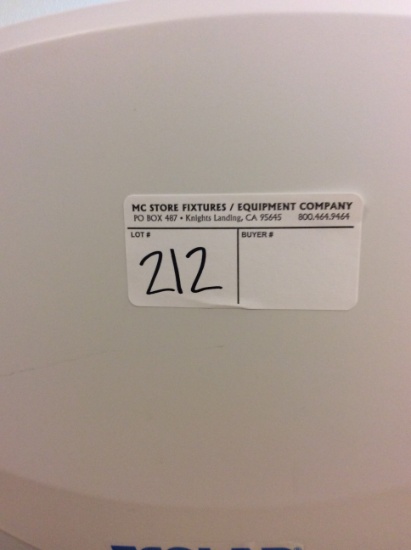 MC STORE FIXTURES / EQUIPMENT COMPANY
PO BOX 487 • Knights Landing, CA 95645 800.464.9464
LOT # BUYER #
212